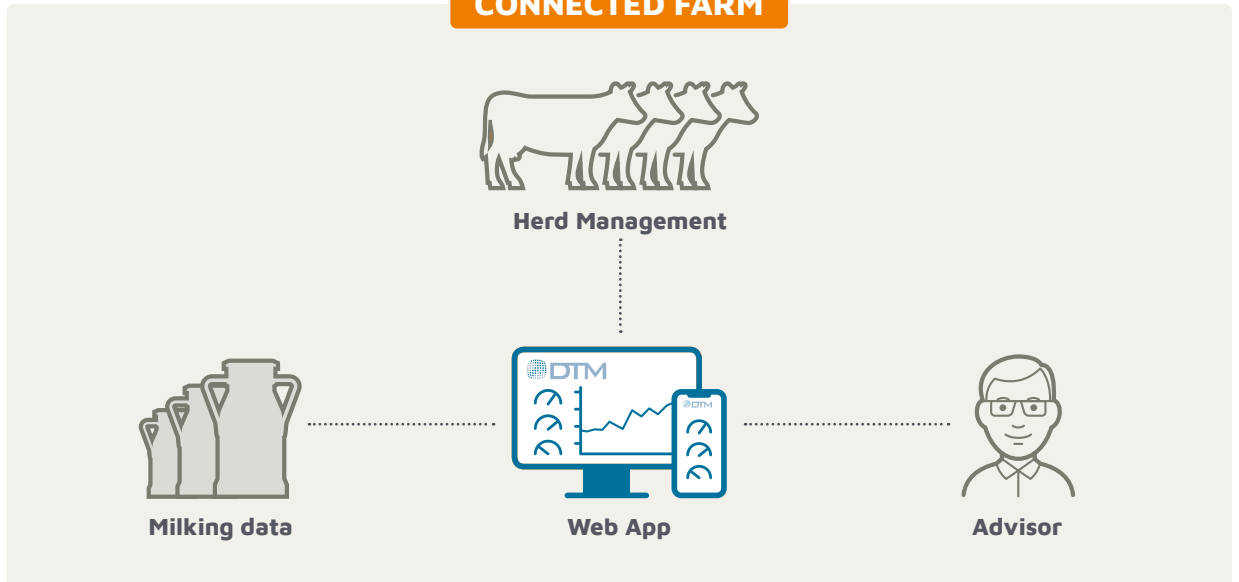 CONNECTED FARM
Herd Management
DTM
DTM
Milking data
Web App
Advisor